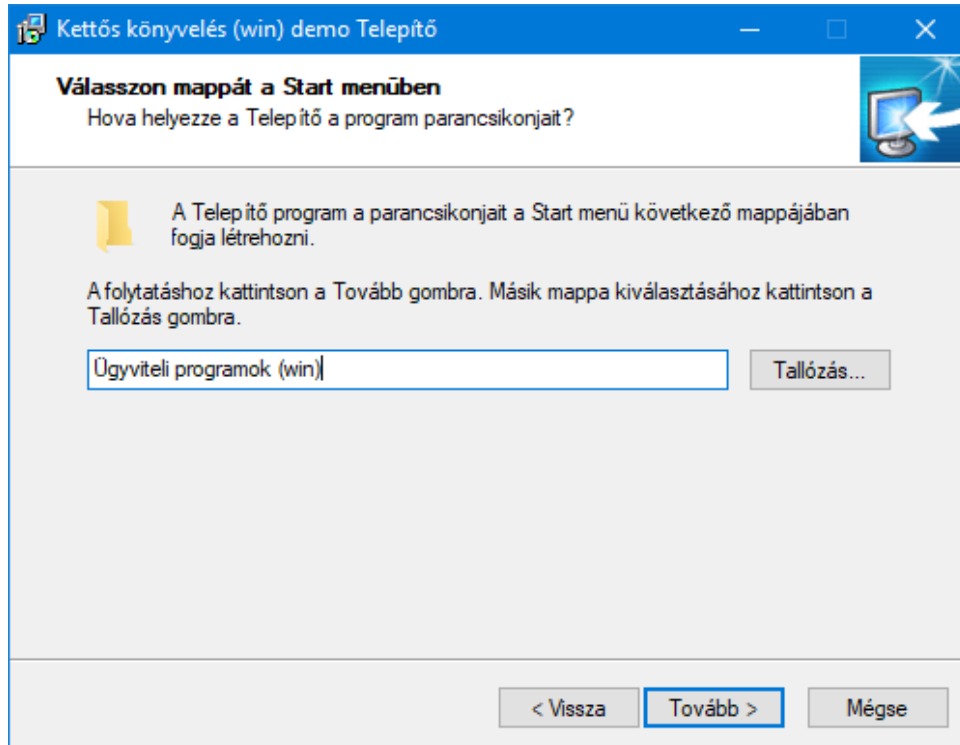 Kettős könyvelés (win) demo Telepítő
Válasszon mappát a Start menüben
Hova helyezze a Telepítő a program parancsikonjait?
A Telepítő program a parancsikonjait a Start menü következő mappájában
fogja létrehozni.
A folytatáshoz kattintson a Tovább gombra. Másik mappa kiválasztásához kattintson a
Tallózás gombra.
Ügyviteli programok (win)
Tallózás...
< Vissza
Tovább >
Mégse